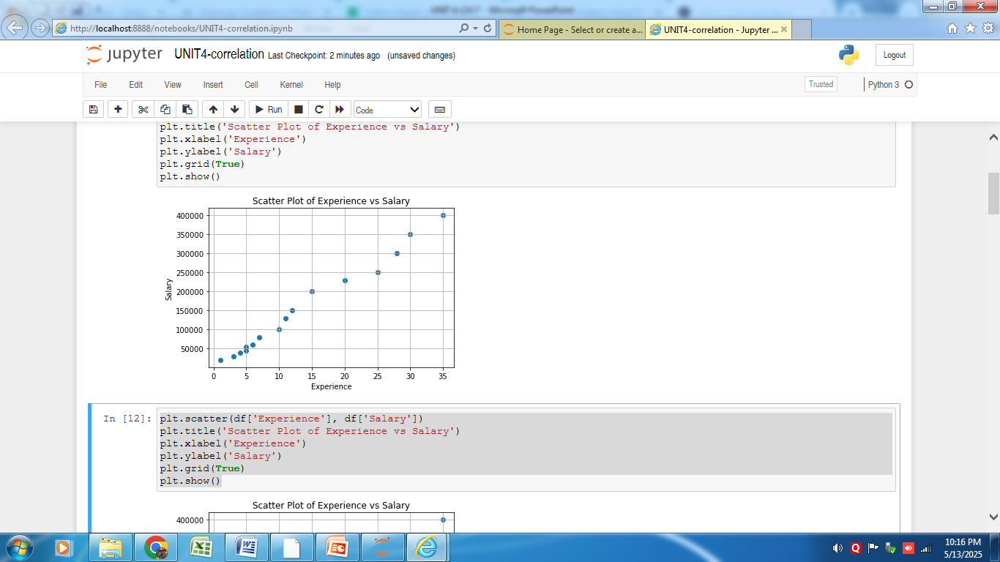 UNIT 6 CH 7 - Microsoft PowerPoint
http://localhost:8888/notebooks/UNIT4-correlation.ipynb
Home Page - Select or create a...
UNIT4-correlation - Jupyter ...
jupyter UNIT4-correlation Last Checkpoint: 2 minutes ago (unsaved changes)
Logout
File Edit View Insert Cell Kernel Help
Trusted
Python 3
Run
Code
plt.title('Scatter Plot of Experience vs Salary')
plt.xlabel('Experience')
plt.ylabel('Salary')
plt.grid(True)
plt.show()
Scatter Plot of Experience vs Salary
400000
350000
300000
250000
200000
150000
100000
50000
Salary
0 5 10 15 20 25 30 35
Experience
In [12]:
plt.scatter(df['Experience'], df['Salary'])
plt.title('Scatter Plot of Experience vs Salary')
plt.xlabel('Experience')
plt.ylabel('Salary')
plt.grid(True)
plt.show()
Scatter Plot of Experience vs Salary
400000
10:16 PM
5/13/2025